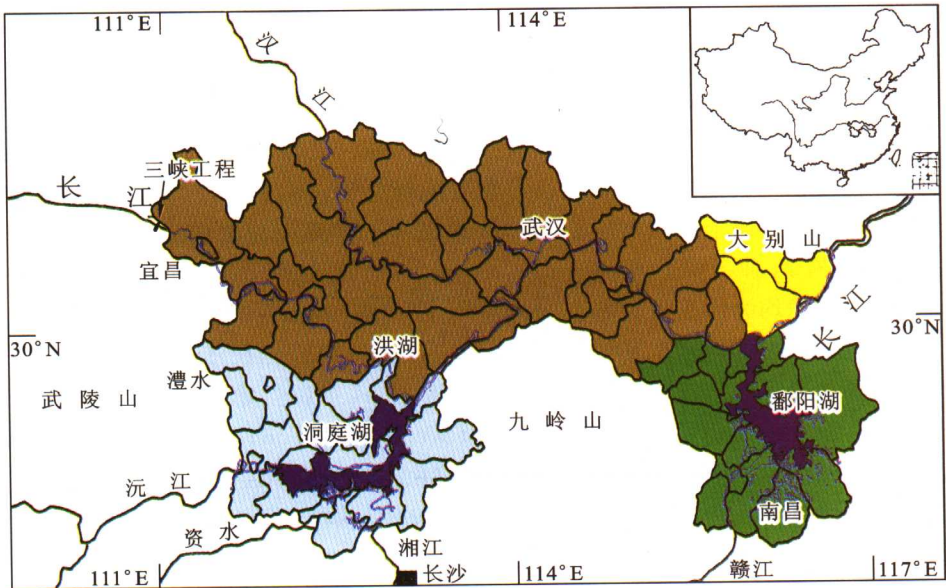 111°E
114°E
汉江
三峡工程
长江
武汉
大别山
宜昌
长江
30°N
30°N
洪湖
澧水
武陵山
九岭山
鄱阳湖
洞庭湖
沅江
南昌
资水
湘江
长沙
赣江
111°E
114°E
117°E